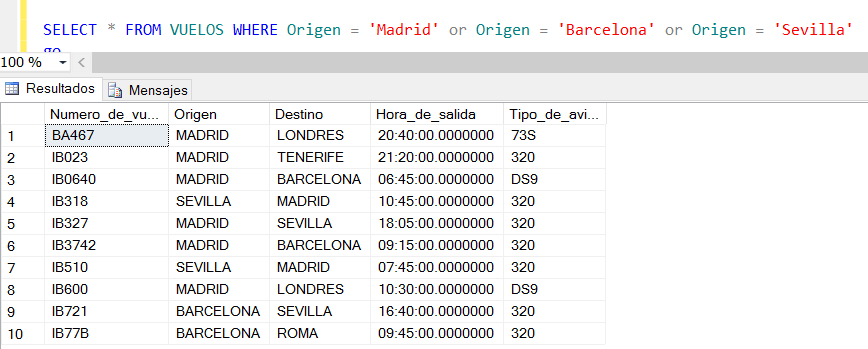 SELECT * FROM VUELOS WHERE Origen = 'Madrid' or Origen = 'Barcelona' or Origen = 'Sevilla'
go
100 %
Resultados Mensajes
Numero_de_vu... Origen Destino Hora_de_salida Tipo_de_avi...
1 BA467 MADRID LONDRES 20:40:00.0000000 73S
2 IB023 MADRID TENERIFE 21:20:00.0000000 320
3 IB0640 MADRID BARCELONA 06:45:00.0000000 DS9
4 IB318 SEVILLA MADRID 10:45:00.0000000 320
5 IB327 MADRID SEVILLA 18:05:00.0000000 320
6 IB3742 MADRID BARCELONA 09:15:00.0000000 320
7 IB510 SEVILLA MADRID 07:45:00.0000000 320
8 IB600 MADRID LONDRES 10:30:00.0000000 DS9
9 IB721 BARCELONA SEVILLA 16:40:00.0000000 320
10 IB77B BARCELONA ROMA 09:45:00.0000000 320